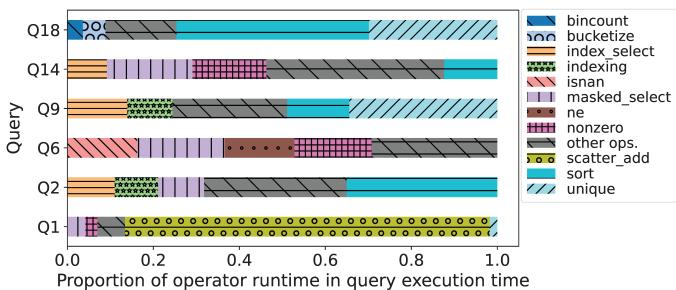 Q18
Q14
Q9
Q6
Q2
Q1
Query
0.0 0.2 0.4 0.6 0.8 1.0
Proportion of operator runtime in query execution time
bincount
bucketize
index_select
indexing
isnan
masked_select
ne
nonzero
other ops.
scatter_add
sort
unique